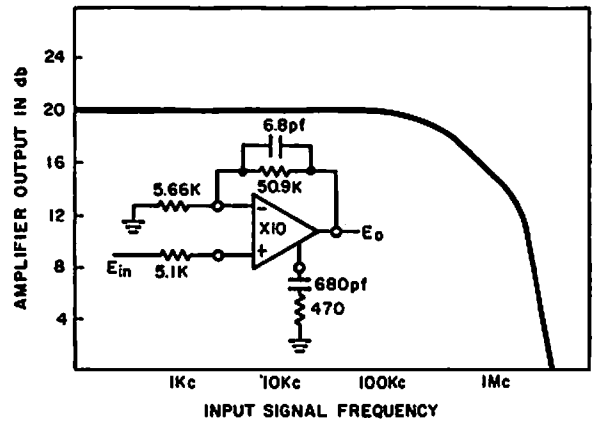 AMPLIFIER OUTPUT IN db
24
20
16
12
8
4
6.8pf
5.66K
50.9K
-
X10
+
Eo
Ein
5.1K
680pf
470
1Kc
10Kc
100Kc
1Mc
INPUT SIGNAL FREQUENCY